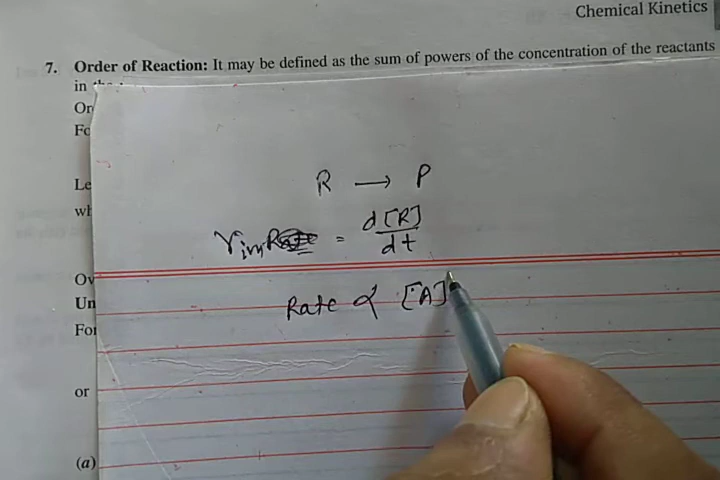 Chemical Kinetics
7. Order of Reaction: It may be defined as the sum of powers of the concentration of the reactants
in
Or
Fo
R → P
Le
wh
r inn = d[R]/dt
Ov
Un
Rate ∝ [A]
For
or
(a)